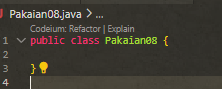 Pakaian08.java > ...
Codeium: Refactor | Explain
1 public class Pakaian08 {
2
3 }
4